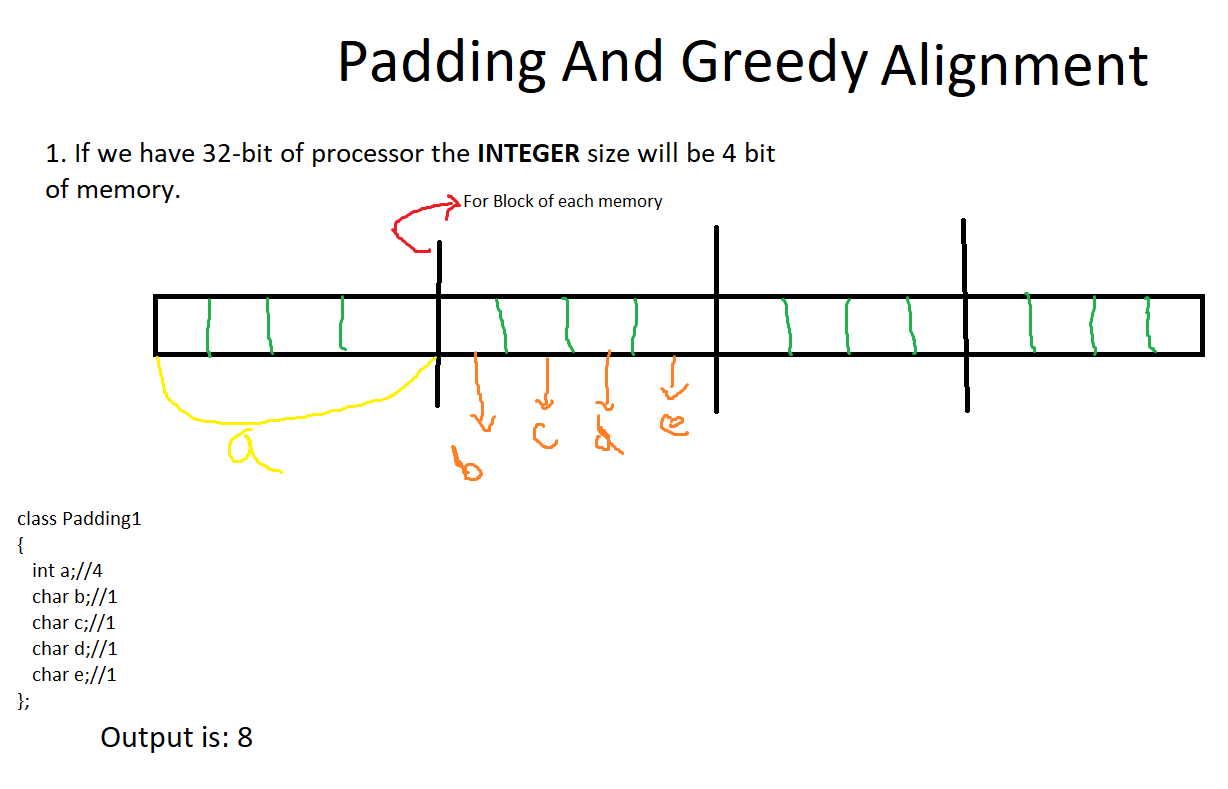 Padding And Greedy Alignment
1. If we have 32-bit of processor the INTEGER size will be 4 bit
of memory.
For Block of each memory
b c d e
a
class Padding1
{
int a;//4
char b;//1
char c;//1
char d;//1
char e;//1
};
Output is: 8